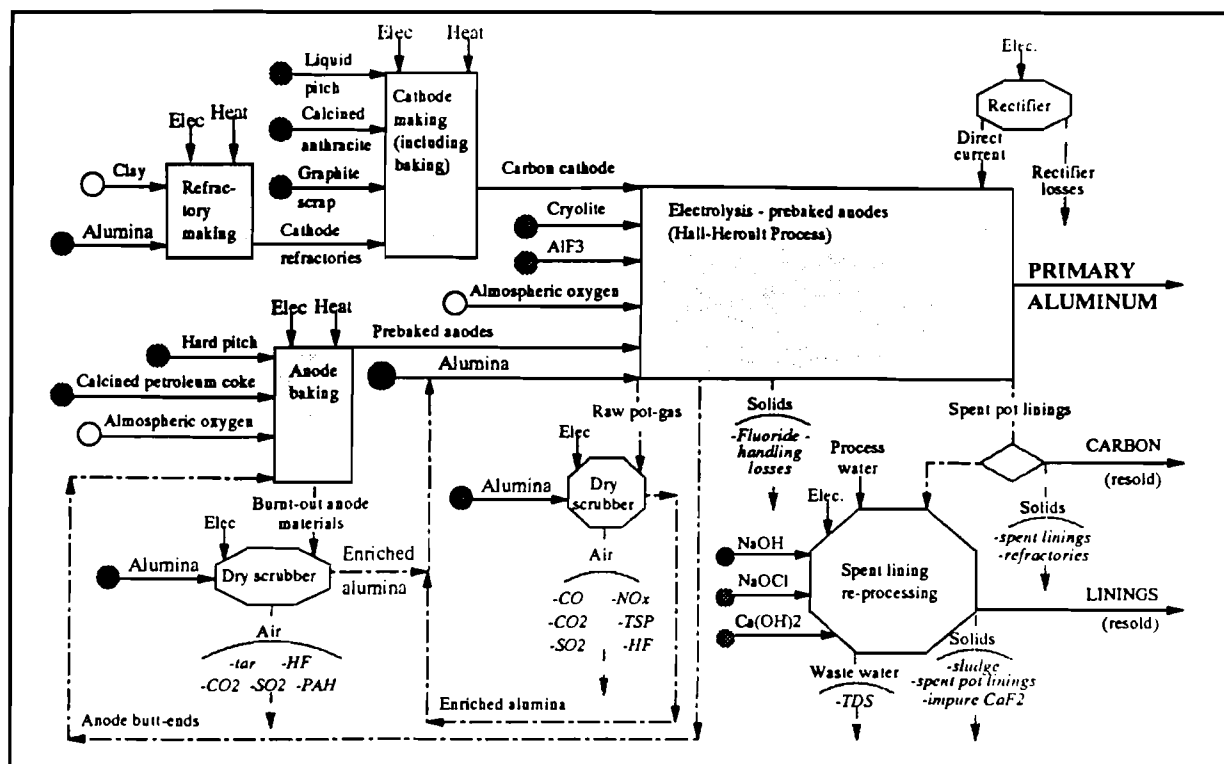 Elec
Heat
Liquid
pitch
Calcined
anthracite
Graphite
scrap
Cathode
making
(including
baking)
Elec
Heat
Clay
Alumina
Refrac-
tory
making
Cathode
refractories
Carbon cathode
Elec.
Rectifier
Direct
current
Rectifier
losses
Cryolite
AlF3
Atmospheric oxygen
Electrolysis - prebaked anodes
(Hall-Heroult Process)
PRIMARY
ALUMINUM
Elec
Heat
Prebaked anodes
Hard pitch
Calcined petroleum coke
Atmospheric oxygen
Anode
baking
Alumina
Burnt-out anode
materials
Elec
Alumina
Dry scrubber
Enriched
alumina
Air
-tar -HF
-CO2 -SO2 -PAH
Anode butt-ends
Raw pot-gas
Elec
Alumina
Dry
scrubber
Air
-CO -NOx
-CO2 -TSP
-SO2 -HF
Enriched alumina
Solids
-Fluoride -
handling
losses
Spent pot linings
CARBON
(resold)
Solids
-spent linings
-refractories
Process
water
Elec.
NaOH
NaOCl
Ca(OH)2
Spent lining
re-processing
LININGS
(resold)
Waste water
-TDS
Solids
-sludge
-spent pot linings
-impure CaF2